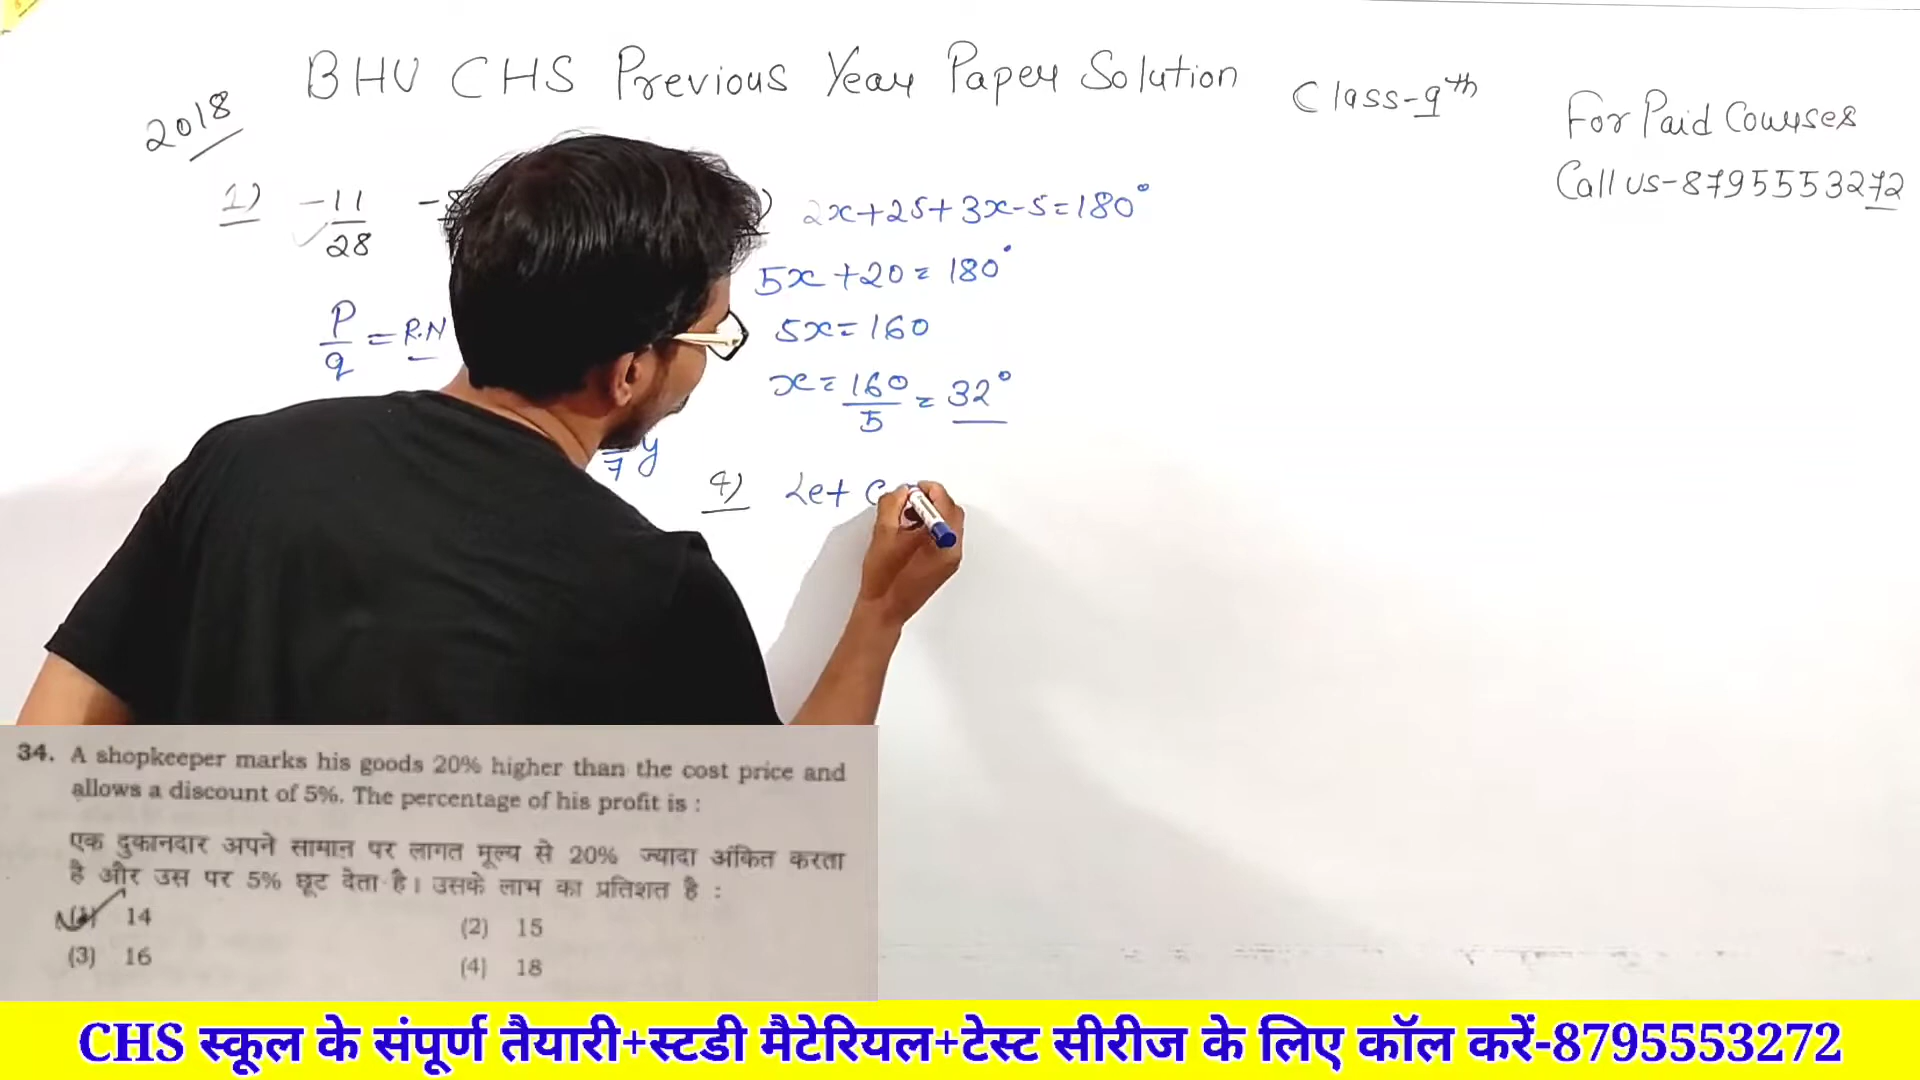 BHU CHS Previous Year Paper Solution
Class-9th
For Paid Courses
Call us-8795553272
2018
1) -11/28 -8
P/q = R.N
7 y
) 2x+25+3x-5=180°
5x+20=180°
5x=160
x=160/5=32°
4) Let C
34. A shopkeeper marks his goods 20% higher than the cost price and
allows a discount of 5%. The percentage of his profit is :
एक दुकानदार अपने सामान पर लागत मूल्य से 20% ज्यादा अंकित करता
है और उस पर 5% छूट देता है। उसके लाभ का प्रतिशत है :
(1) 14 (2) 15
(3) 16 (4) 18
CHS स्कूल के संपूर्ण तैयारी+स्टडी मैटेरियल+टेस्ट सीरीज के लिए कॉल करें-8795553272